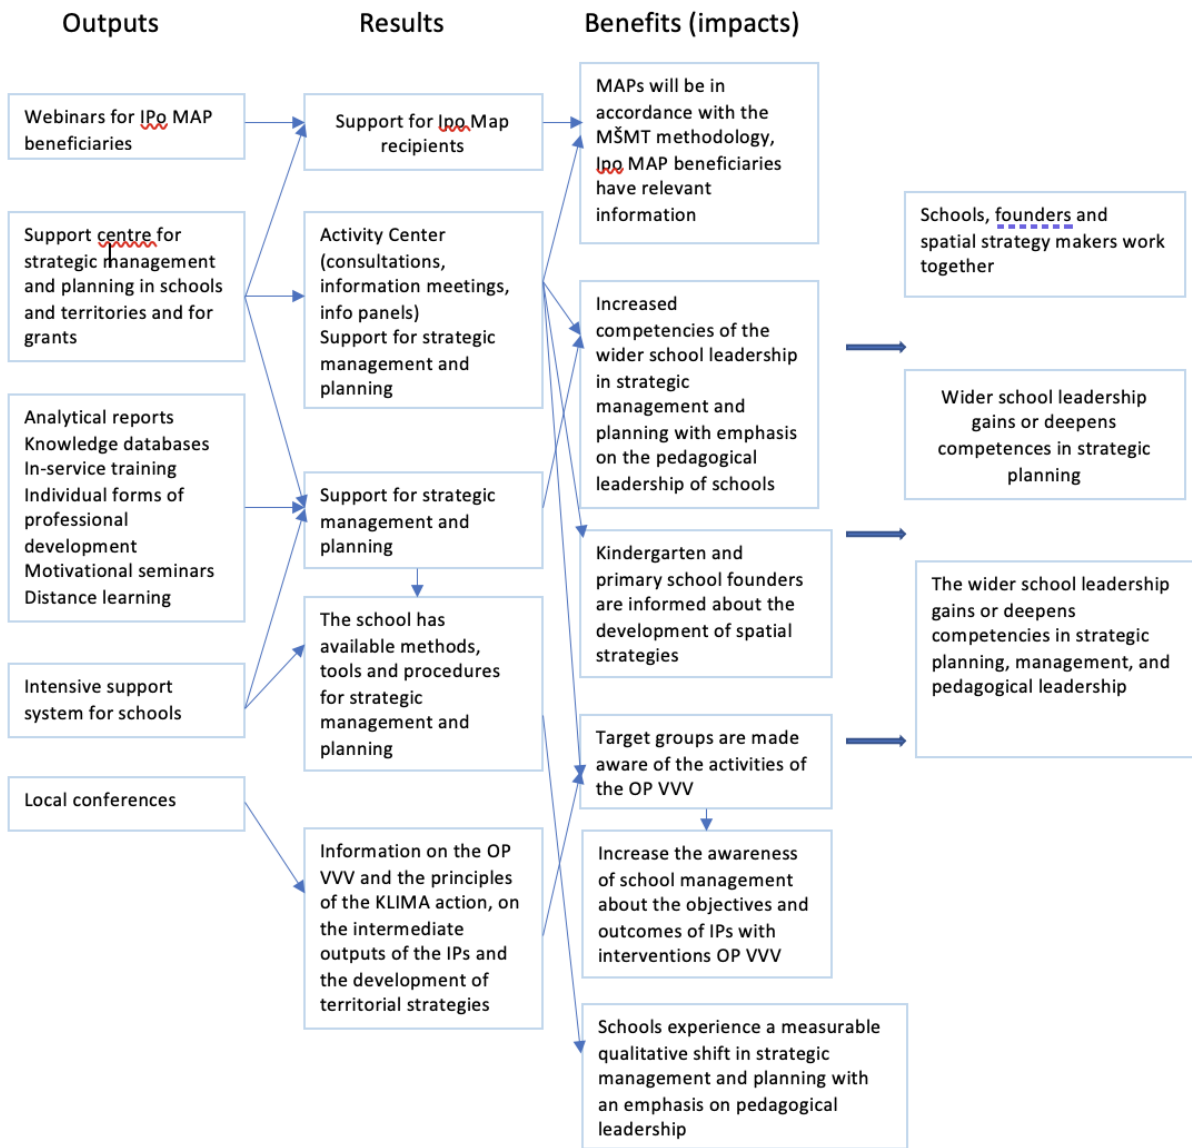 Outputs
Results
Benefits (impacts)
Webinars for IPo MAP
beneficiaries
Support centre for
strategic management
and planning in schools
and territories and for
grants
Analytical reports
Knowledge databases
In-service training
Individual forms of
professional
development
Motivational seminars
Distance learning
Intensive support
system for schools
Local conferences
Support for Ipo Map
recipients
Activity Center
(consultations,
information meetings,
info panels)
Support for strategic
management and
planning
Support for strategic
management and
planning
The school has
available methods,
tools and procedures
for strategic
management and
planning
Information on the OP
VVV and the principles
of the KLIMA action, on
the intermediate
outputs of the IPs and
the development of
territorial strategies
MAPs will be in
accordance with the
MŠMT methodology,
Ipo MAP beneficiaries
have relevant
information
Increased
competencies of the
wider school leadership
in strategic
management and
planning with emphasis
on the pedagogical
leadership of schools
Kindergarten and
primary school founders
are informed about the
development of spatial
strategies
Target groups are made
aware of the activities of
the OP VVV
Increase the awareness
of school management
about the objectives and
outcomes of IPs with
interventions OP VVV
Schools experience a measurable
qualitative shift in strategic
management and planning with
an emphasis on pedagogical
leadership
Schools, founders and
spatial strategy makers work
together
Wider school leadership
gains or deepens
competences in strategic
planning
The wider school leadership
gains or deepens
competencies in strategic
planning, management, and
pedagogical leadership